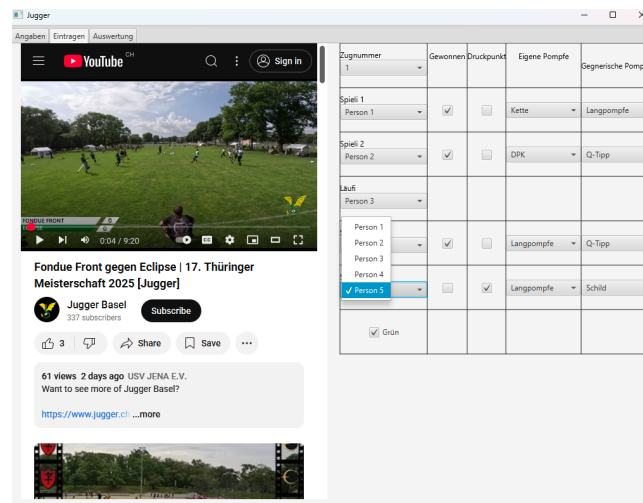 Jugger
Angaben Eintragen Auswertung
YouTube CH
Sign in
FONDUE FRONT 0
0
0:04 / 9:20
Fondue Front gegen Eclipse | 17. Thüringer
Meisterschaft 2025 [Jugger]
Jugger Basel
337 subscribers
Subscribe
3
Share
Save
61 views 2 days ago USV JENA E.V.
Want to see more of Jugger Basel?
https://www.jugger.ch ...more
Zugnummer
1
Gewonnen
Druckpunkt
Eigene Pompfe
Gegnerische Pomp
Spieli 1
Person 1
Kette
Langpompfe
Spieli 2
Person 2
DPK
Q-Tipp
Läufi
Person 3
Person 1
Person 2
Person 3
Person 4
Person 5
Langpompfe
Q-Tipp
Langpompfe
Schild
Grün